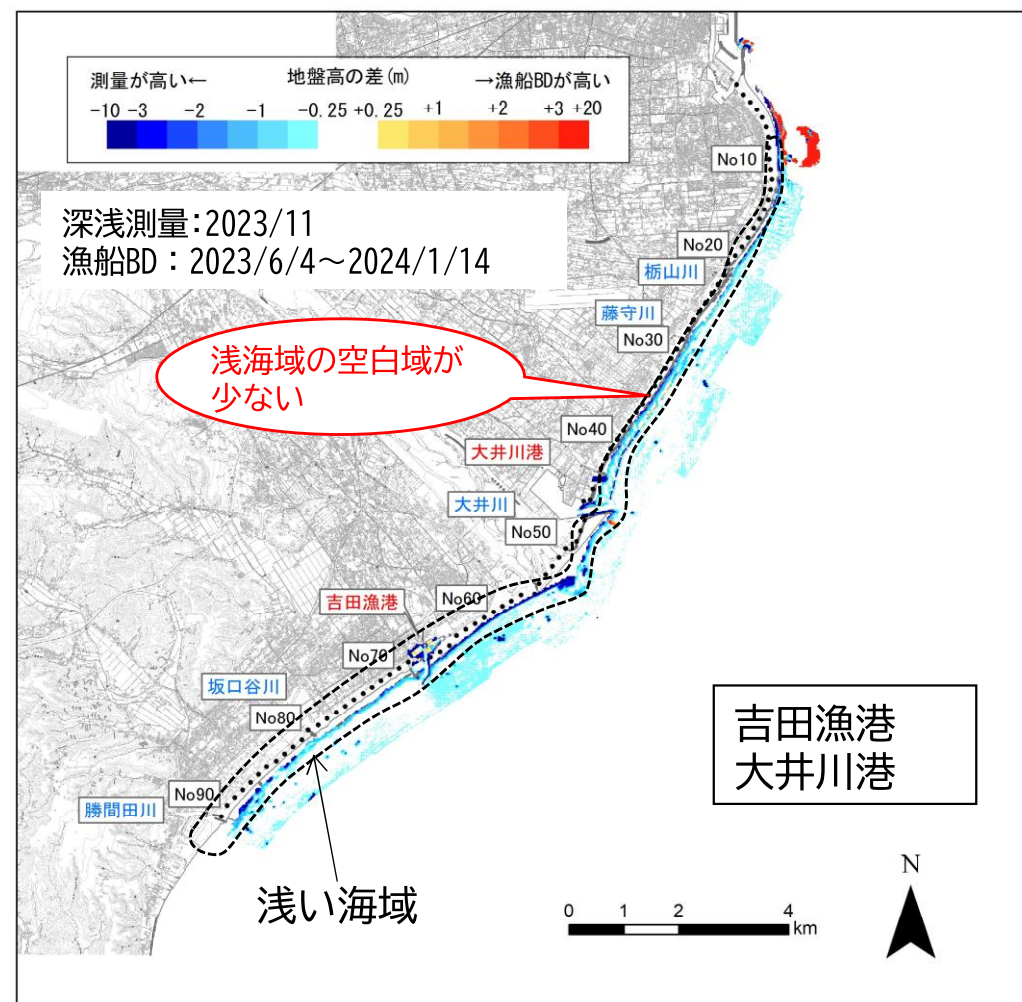 測量が高い← 地盤高の差(m) →漁船BDが高い
-10 -3 -2 -1 -0.25 +0.25 +1 +2 +3 +20
深浅測量:2023/11
漁船BD:2023/6/4~2024/1/14
No10
No20
栃山川
藤守川
No30
浅海域の空白域が
少ない
No40
大井川港
大井川
No50
No60
吉田漁港
No70
坂口谷川
No80
No90
勝間田川
浅い海域
吉田漁港
大井川港
N
0 1 2 4
km